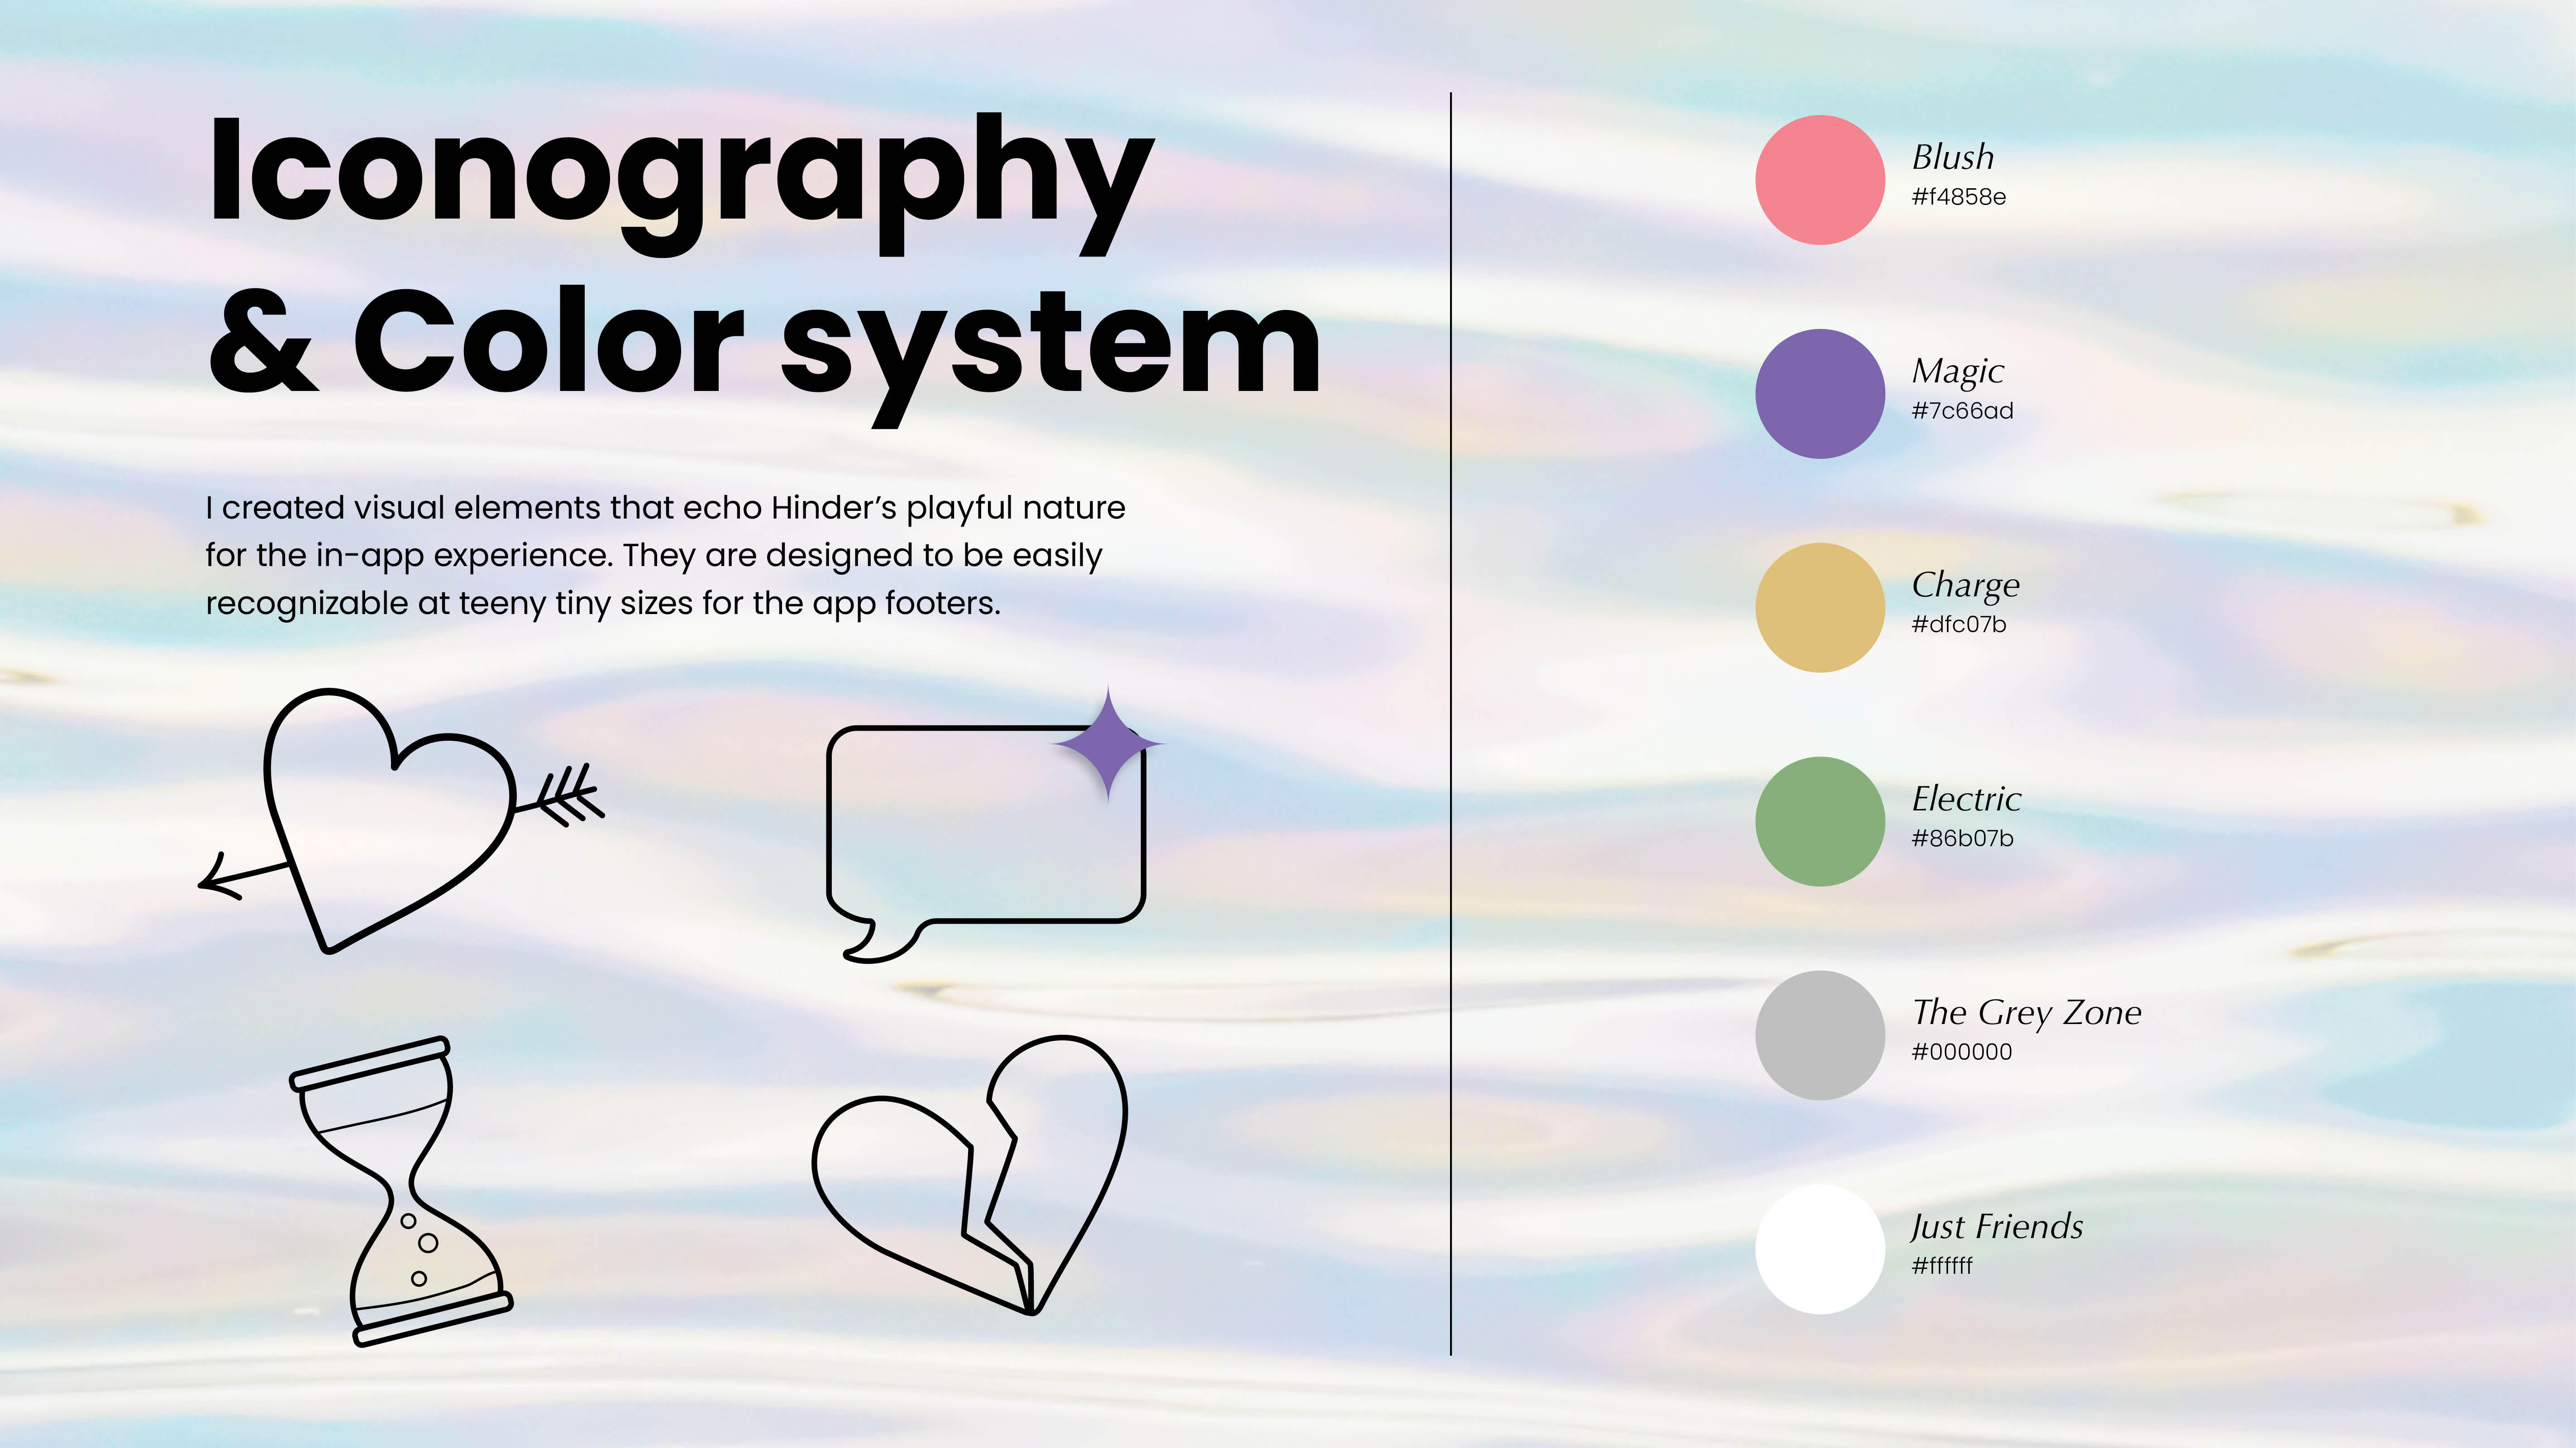 Iconography
& Color system
I created visual elements that echo Hinder’s playful nature
for the in-app experience. They are designed to be easily
recognizable at teeny tiny sizes for the app footers.
Blush
#f4858e
Magic
#7c66ad
Charge
#dfc07b
Electric
#86b07b
The Grey Zone
#000000
Just Friends
#ffffff